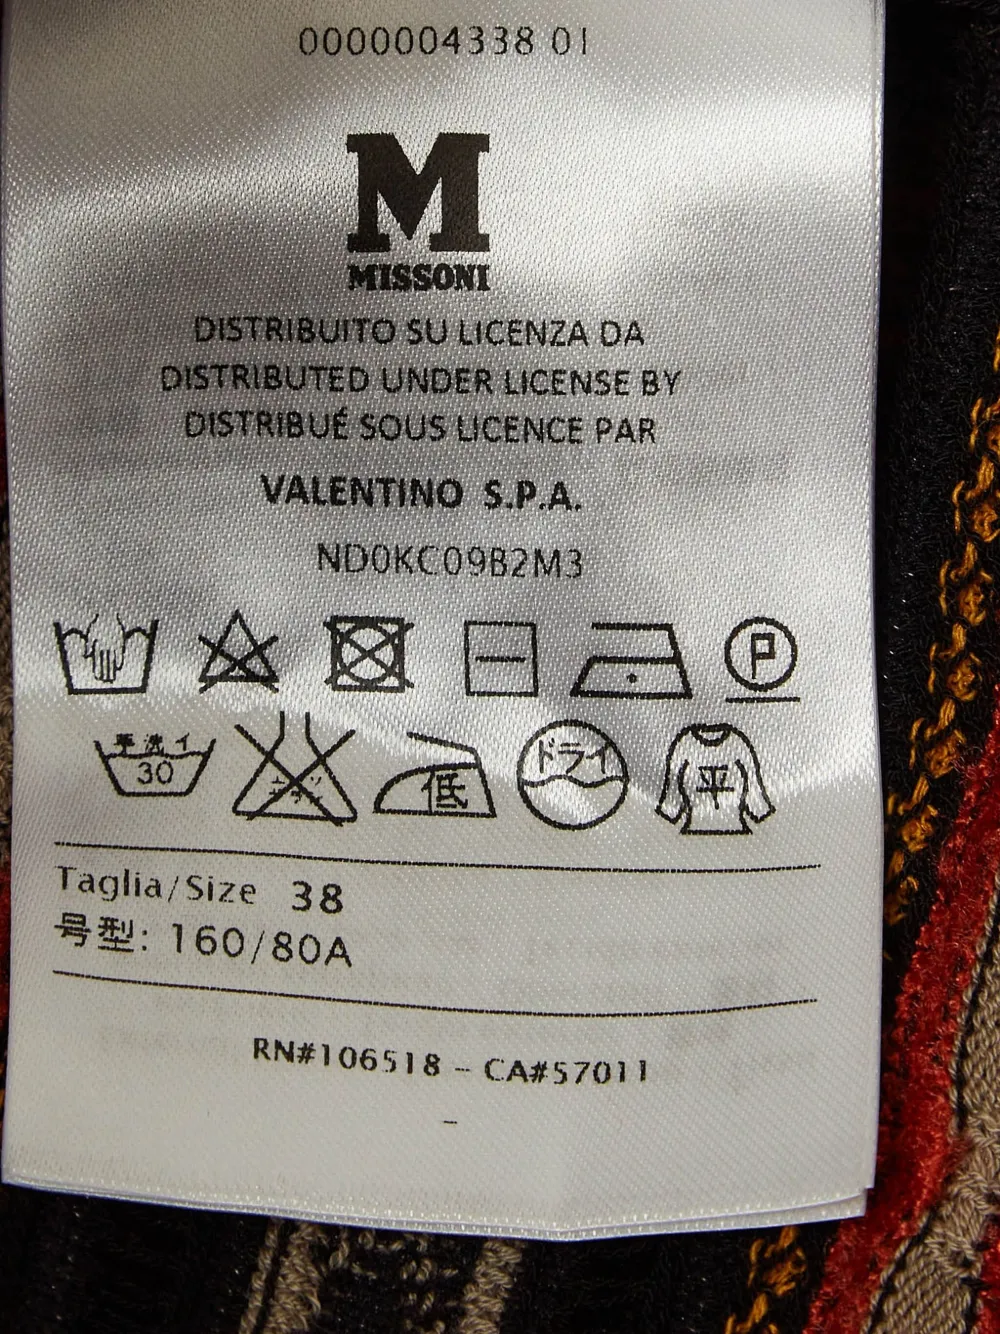 0000004338 01
M
MISSONI
DISTRIBUITO SU LICENZA DA
DISTRIBUTED UNDER LICENSE BY
DISTRIBUÉ SOUS LICENCE PAR
VALENTINO S.P.A.
ND0KC09B2M3
P
手洗イ
30
低
ドライ
平
Taglia/Size 38
号型: 160/80A
RN#106518 - CA#57011
-